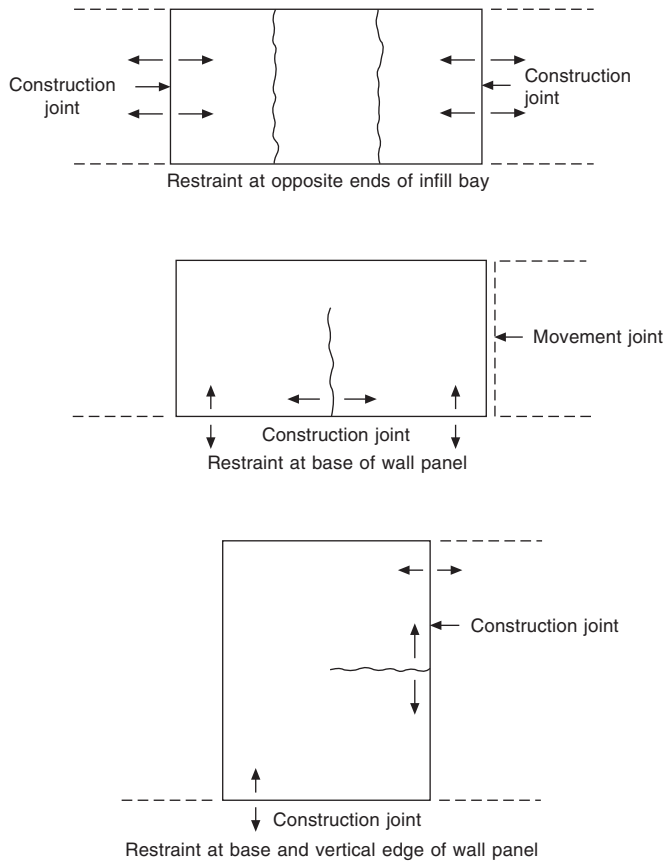 Construction
joint
Construction
joint
Restraint at opposite ends of infill bay
Movement joint
Construction joint
Restraint at base of wall panel
Construction joint
Construction joint
Restraint at base and vertical edge of wall panel